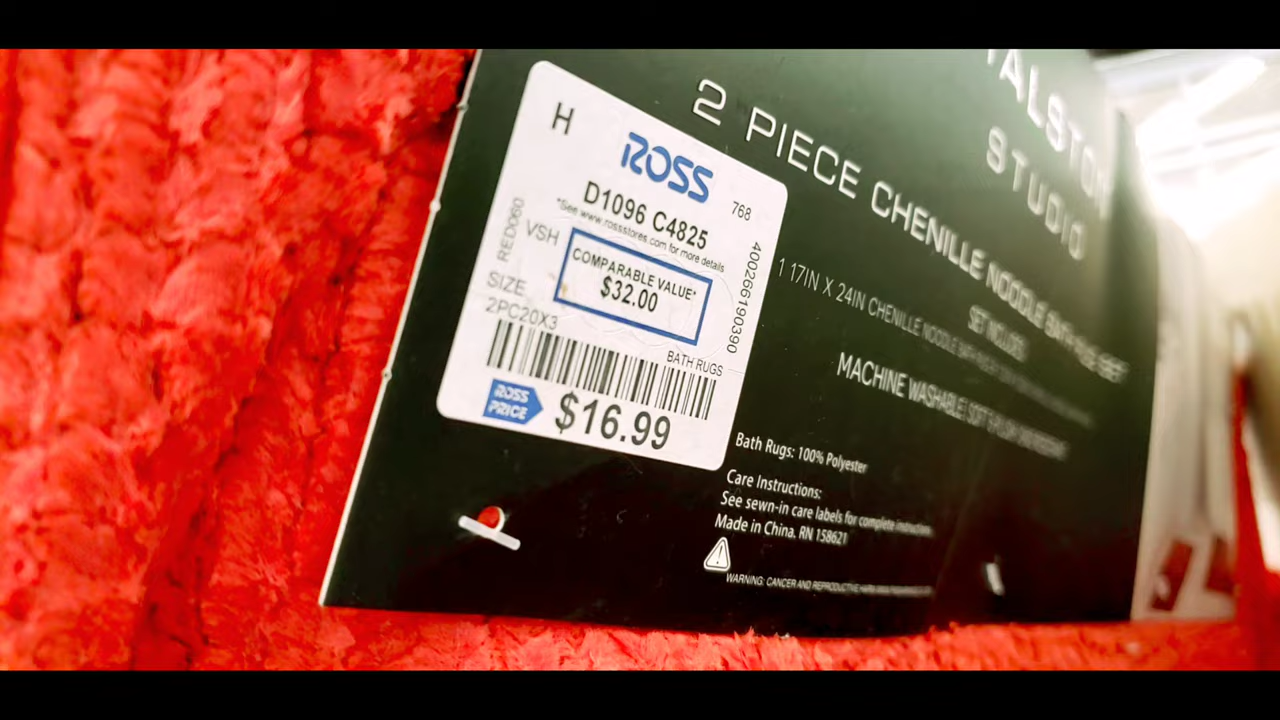 H
ROSS
768
D1096 C4825
*See www.rossstores.com for more details
RED060
VSH
COMPARABLE VALUE*
$32.00
400266190390
SIZE
2PC20X3
BATH RUGS
ROSS
PRICE
$16.99
STUDIO
2 PIECE CHENILLE NOODLE
SET INCLUDES
1 17IN X 24IN CHENILLE NOODLE
MACHINE WASHABLE
Bath Rugs: 100% Polyester
Care Instructions:
See sewn-in care labels for complete instructions.
Made in China. RN 158621
WARNING: CANCER AND REPRODUCTIVE